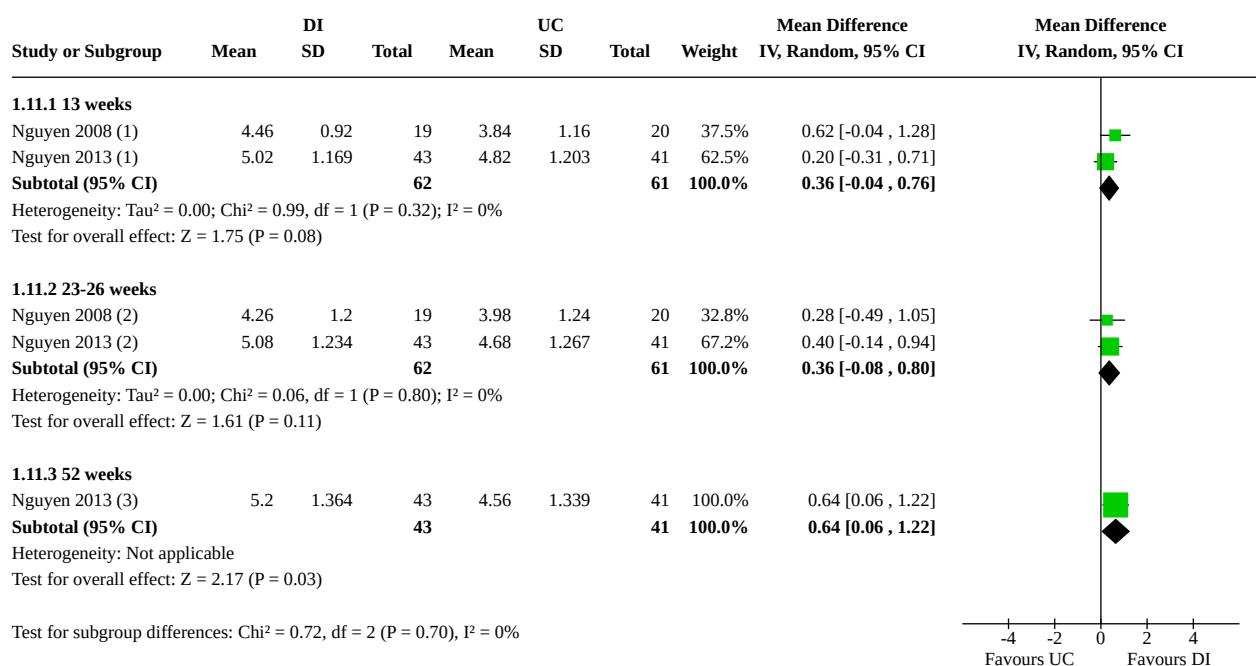 DI UC Mean Difference Mean Difference
Study or Subgroup Mean SD Total Mean SD Total Weight IV, Random, 95% CI IV, Random, 95% CI
1.11.1 13 weeks
Nguyen 2008 (1) 4.46 0.92 19 3.84 1.16 20 37.5% 0.62 [-0.04 , 1.28]
Nguyen 2013 (1) 5.02 1.169 43 4.82 1.203 41 62.5% 0.20 [-0.31 , 0.71]
Subtotal (95% CI) 62 61 100.0% 0.36 [-0.04 , 0.76]
Heterogeneity: Tau² = 0.00; Chi² = 0.99, df = 1 (P = 0.32); I² = 0%
Test for overall effect: Z = 1.75 (P = 0.08)
1.11.2 23-26 weeks
Nguyen 2008 (2) 4.26 1.2 19 3.98 1.24 20 32.8% 0.28 [-0.49 , 1.05]
Nguyen 2013 (2) 5.08 1.234 43 4.68 1.267 41 67.2% 0.40 [-0.14 , 0.94]
Subtotal (95% CI) 62 61 100.0% 0.36 [-0.08 , 0.80]
Heterogeneity: Tau² = 0.00; Chi² = 0.06, df = 1 (P = 0.80); I² = 0%
Test for overall effect: Z = 1.61 (P = 0.11)
1.11.3 52 weeks
Nguyen 2013 (3) 5.2 1.364 43 4.56 1.339 41 100.0% 0.64 [0.06 , 1.22]
Subtotal (95% CI) 43 41 100.0% 0.64 [0.06 , 1.22]
Heterogeneity: Not applicable
Test for overall effect: Z = 2.17 (P = 0.03)
Test for subgroup differences: Chi² = 0.72, df = 2 (P = 0.70), I² = 0%
-4 -2 0 2 4
Favours UC Favours DI